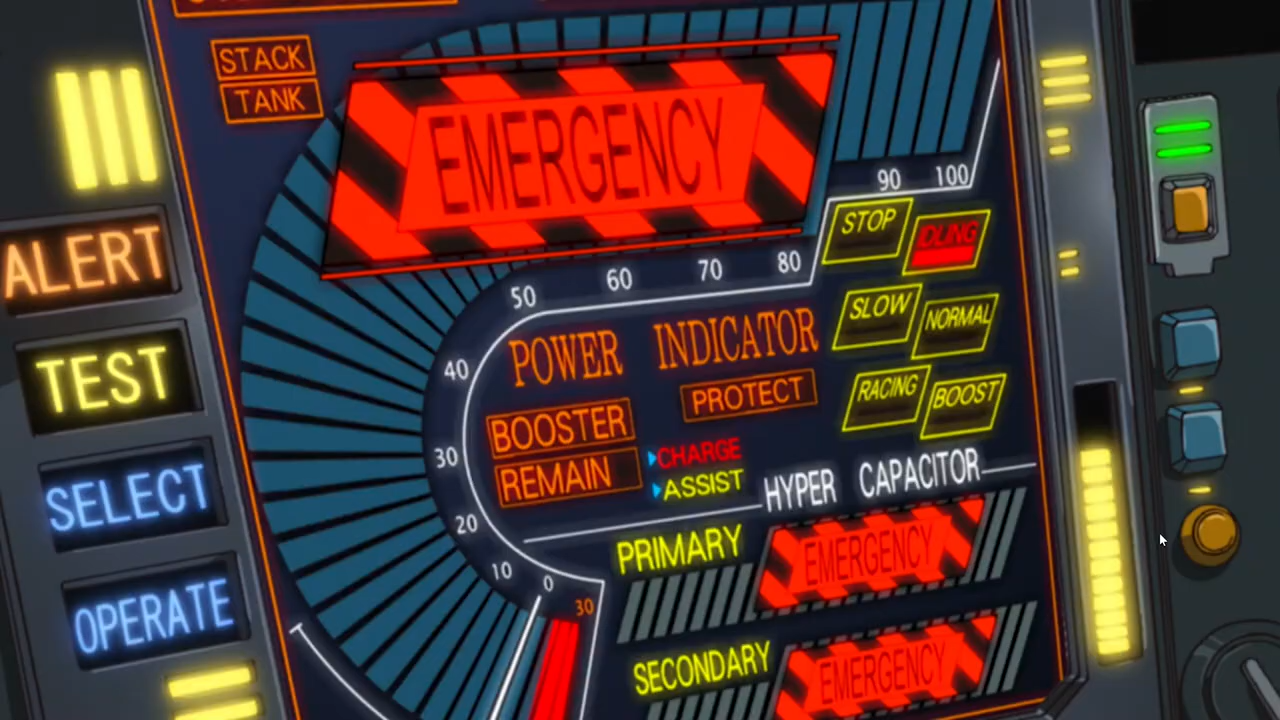 STACK
TANK
EMERGENCY
ALERT
TEST
SELECT
OPERATE
90 100
80
70
60
50
40
30
20
10
0
30
STOP
IDLING
SLOW
NORMAL
RACING
BOOST
POWER INDICATOR
PROTECT
BOOSTER
REMAIN
CHARGE
ASSIST
HYPER CAPACITOR
PRIMARY
EMERGENCY
SECONDARY
EMERGENCY